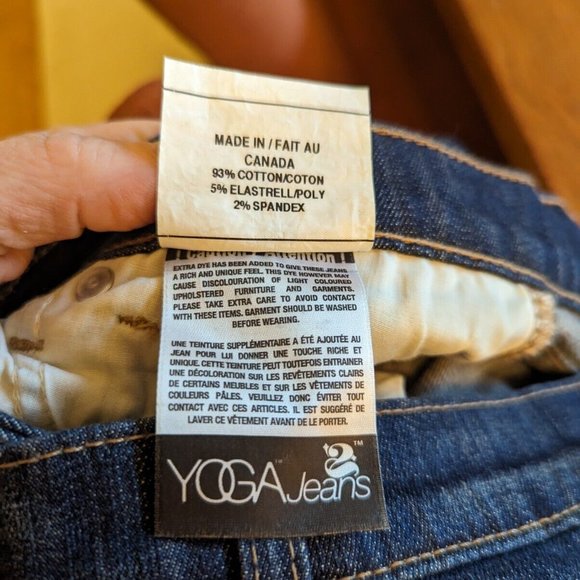 MADE IN / FAIT AU
CANADA
93% COTTON/COTON
5% ELASTRELL/POLY
2% SPANDEX
Caution / Attention
EXTRA DYE HAS BEEN ADDED TO GIVE THESE JEANS
A RICH AND UNIQUE FEEL. THIS DYE HOWEVER MAY
CAUSE DISCOLOURATION OF LIGHT COLOURED
UPHOLSTERED FURNITURE AND GARMENTS.
PLEASE TAKE EXTRA CARE TO AVOID CONTACT
WITH THESE ITEMS. GARMENT SHOULD BE WASHED
BEFORE WEARING.
UNE TEINTURE SUPPLÉMENTAIRE A ÉTÉ AJOUTÉE AU
JEAN POUR LUI DONNER UNE TOUCHE RICHE ET
UNIQUE. CETTE TEINTURE PEUT TOUTEFOIS ENTRAINER
UNE DÉCOLORATION SUR LES REVÊTEMENTS CLAIRS
DE CERTAINS MEUBLES ET SUR LES VÊTEMENTS DE
COULEURS PÂLES. VEUILLEZ DONC ÉVITER TOUT
CONTACT AVEC CES ARTICLES. IL EST SUGGÉRÉ DE
LAVER CE VÊTEMENT AVANT DE LE PORTER.
YOGA™ Jeans 2 ™